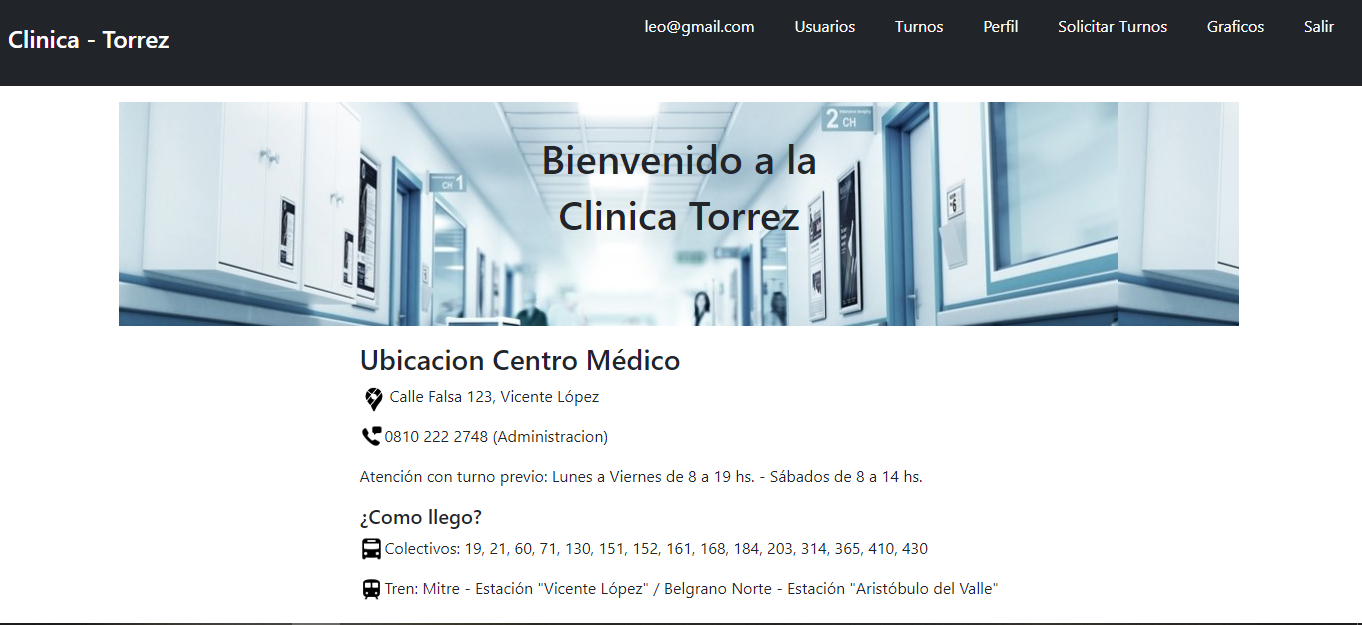 Clinica - Torrez
leo@gmail.com Usuarios Turnos Perfil Solicitar Turnos Graficos Salir
2 CH
CH 1
Bienvenido a la
Clinica Torrez
6
Ubicacion Centro Médico
Calle Falsa 123, Vicente López
0810 222 2748 (Administracion)
Atención con turno previo: Lunes a Viernes de 8 a 19 hs. - Sábados de 8 a 14 hs.
¿Como llego?
Colectivos: 19, 21, 60, 71, 130, 151, 152, 161, 168, 184, 203, 314, 365, 410, 430
Tren: Mitre - Estación "Vicente López" / Belgrano Norte - Estación "Aristóbulo del Valle"